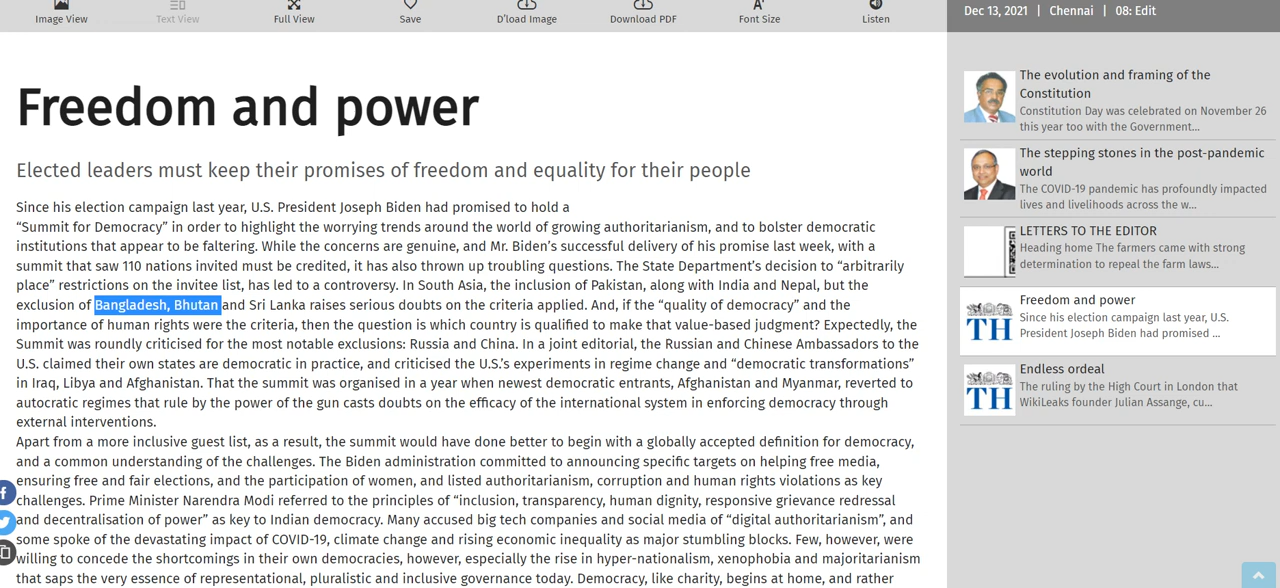 Image View
Text View
Full View
Save
D'load Image
Download PDF
Font Size
Listen
Dec 13, 2021 | Chennai | 08: Edit
Freedom and power
Elected leaders must keep their promises of freedom and equality for their people
Since his election campaign last year, U.S. President Joseph Biden had promised to hold a
“Summit for Democracy” in order to highlight the worrying trends around the world of growing authoritarianism, and to bolster democratic
institutions that appear to be faltering. While the concerns are genuine, and Mr. Biden’s successful delivery of his promise last week, with a
summit that saw 110 nations invited must be credited, it has also thrown up troubling questions. The State Department’s decision to “arbitrarily
place” restrictions on the invitee list, has led to a controversy. In South Asia, the inclusion of Pakistan, along with India and Nepal, but the
exclusion of Bangladesh, Bhutan and Sri Lanka raises serious doubts on the criteria applied. And, if the “quality of democracy” and the
importance of human rights were the criteria, then the question is which country is qualified to make that value-based judgment? Expectedly, the
Summit was roundly criticised for the most notable exclusions: Russia and China. In a joint editorial, the Russian and Chinese Ambassadors to the
U.S. claimed their own states are democratic in practice, and criticised the U.S.’s experiments in regime change and “democratic transformations”
in Iraq, Libya and Afghanistan. That the summit was organised in a year when newest democratic entrants, Afghanistan and Myanmar, reverted to
autocratic regimes that rule by the power of the gun casts doubts on the efficacy of the international system in enforcing democracy through
external interventions.
Apart from a more inclusive guest list, as a result, the summit would have done better to begin with a globally accepted definition for democracy,
and a common understanding of the challenges. The Biden administration committed to announcing specific targets on helping free media,
ensuring free and fair elections, and the participation of women, and listed authoritarianism, corruption and human rights violations as key
challenges. Prime Minister Narendra Modi referred to the principles of “inclusion, transparency, human dignity, responsive grievance redressal
and decentralisation of power” as key to Indian democracy. Many accused big tech companies and social media of “digital authoritarianism”, and
some spoke of the devastating impact of COVID-19, climate change and rising economic inequality as major stumbling blocks. Few, however, were
willing to concede the shortcomings in their own democracies, however, especially the rise in hyper-nationalism, xenophobia and majoritarianism
that saps the very essence of representational, pluralistic and inclusive governance today. Democracy, like charity, begins at home, and rather
The evolution and framing of the
Constitution
Constitution Day was celebrated on November 26
this year too with the Government...
The stepping stones in the post-pandemic
world
The COVID-19 pandemic has profoundly impacted
lives and livelihoods across the w...
LETTERS TO THE EDITOR
Heading home The farmers came with strong
determination to repeal the farm laws...
TH
Freedom and power
Since his election campaign last year, U.S.
President Joseph Biden had promised ...
TH
Endless ordeal
The ruling by the High Court in London that
WikiLeaks founder Julian Assange, cu...